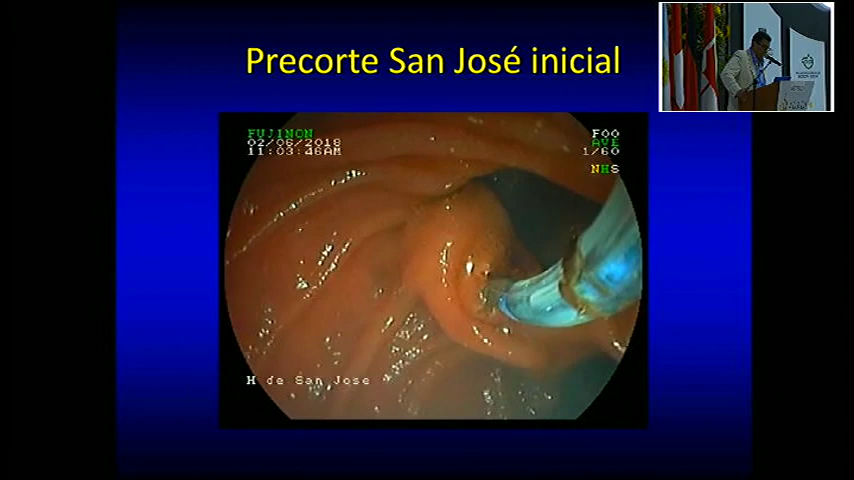 Precorte San José inicial
FUJINON
02/06/2018
11:03:46AM
F00
AVE
1/60
NHS
H de San Jose